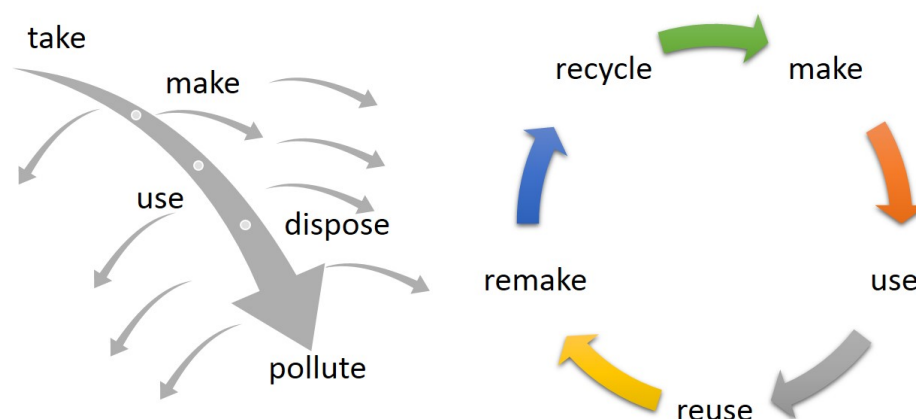 take
make
use
dispose
pollute
recycle
make
use
reuse
remake